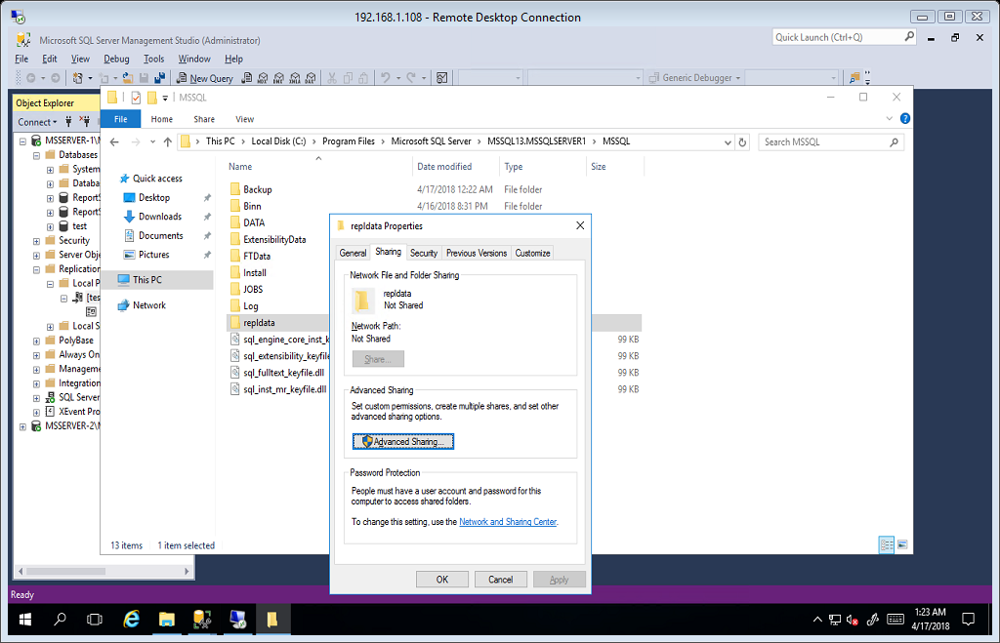 192.168.1.108 - Remote Desktop Connection
Microsoft SQL Server Management Studio (Administrator)
Quick Launch (Ctrl+Q)
File Edit View Debug Tools Window Help
New Query
Generic Debugger
Object Explorer
Connect
MSSERVER-1\M
Databases
System
Databa
ReportS
ReportS
test
Security
Server Obje
Replication
Local P
[tes
Local S
PolyBase
Always On
Manageme
Integration
SQL Server
XEvent Pro
MSSERVER-2\M
MSSQL
File Home Share View
This PC > Local Disk (C:) > Program Files > Microsoft SQL Server > MSSQL13.MSSQLSERVER1 > MSSQL
Search MSSQL
Quick access
Desktop
Downloads
Documents
Pictures
This PC
Network
Name Date modified Type Size
Backup 4/17/2018 12:22 AM File folder
Binn 4/16/2018 8:31 PM File folder
DATA
ExtensibilityData
FTData
Install
JOBS
Log
repldata
sql_engine_core_inst_k 99 KB
sql_extensibility_keyfile 99 KB
sql_fulltext_keyfile.dll 99 KB
sql_inst_mr_keyfile.dll 99 KB
13 items 1 item selected
repldata Properties
General Sharing Security Previous Versions Customize
Network File and Folder Sharing
repldata
Not Shared
Network Path:
Not Shared
Share...
Advanced Sharing
Set custom permissions, create multiple shares, and set other
advanced sharing options.
Advanced Sharing...
Password Protection
People must have a user account and password for this
computer to access shared folders.
To change this setting, use the Network and Sharing Center.
OK Cancel Apply
Ready
1:23 AM
4/17/2018